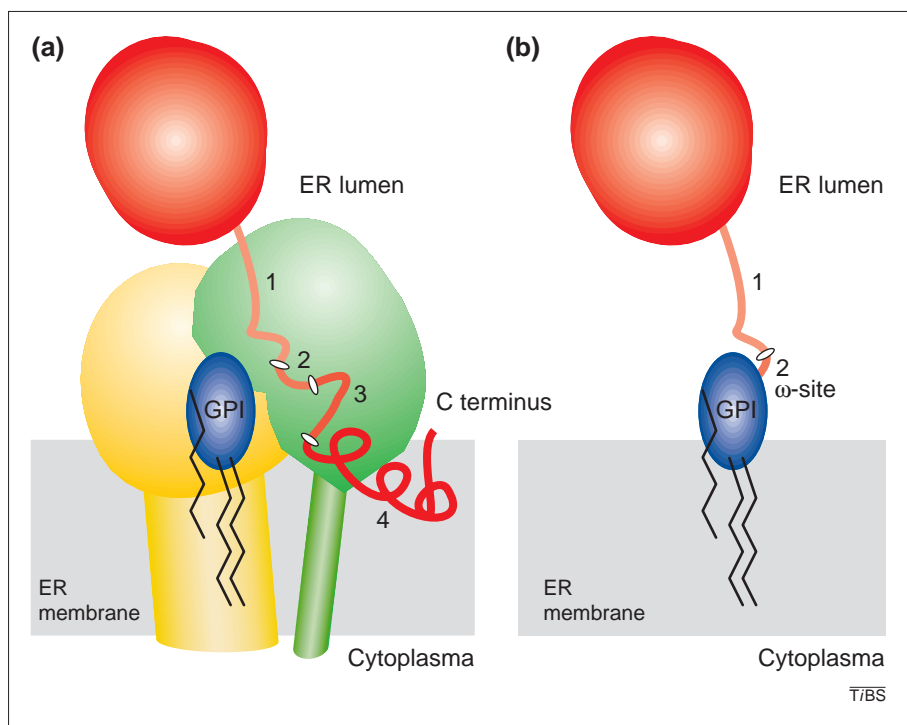 (a)
ER lumen
1
2
3
GPI
C terminus
4
ER
membrane
Cytoplasma
(b)
ER lumen
1
2
ω-site
GPI
ER
membrane
Cytoplasma
TiBS